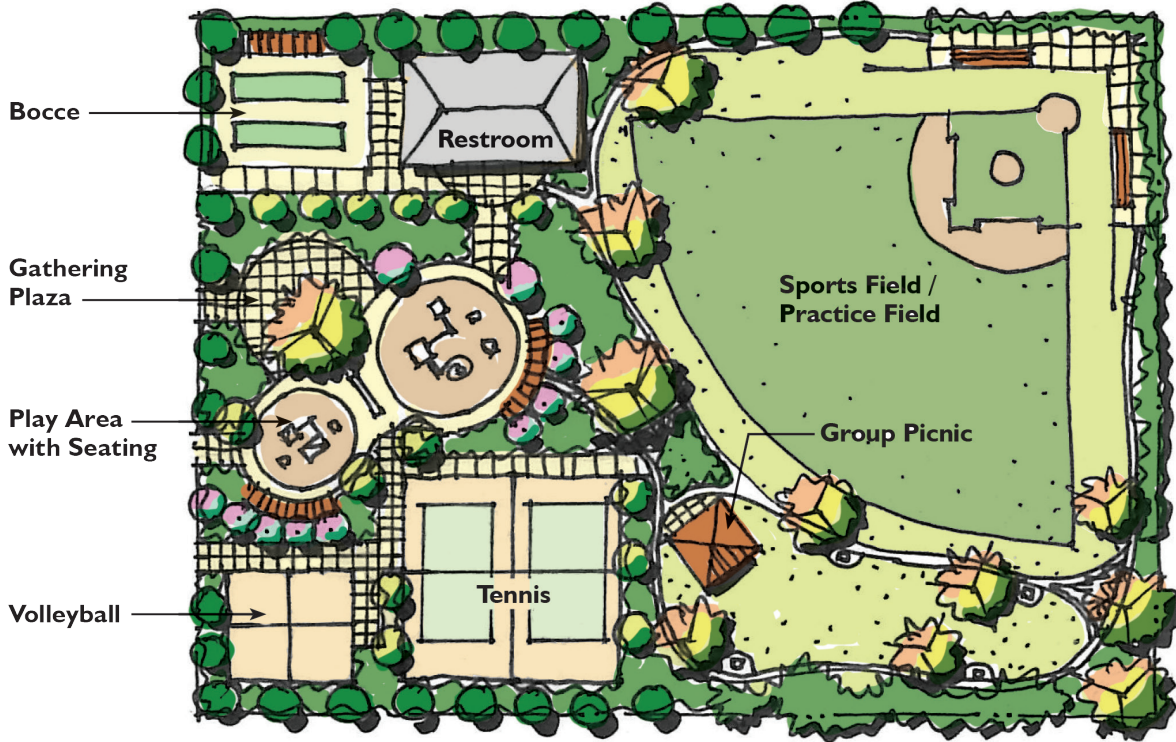 Bocce
Restroom
Gathering
Plaza
Sports Field /
Practice Field
Play Area
with Seating
Group Picnic
Volleyball
Tennis